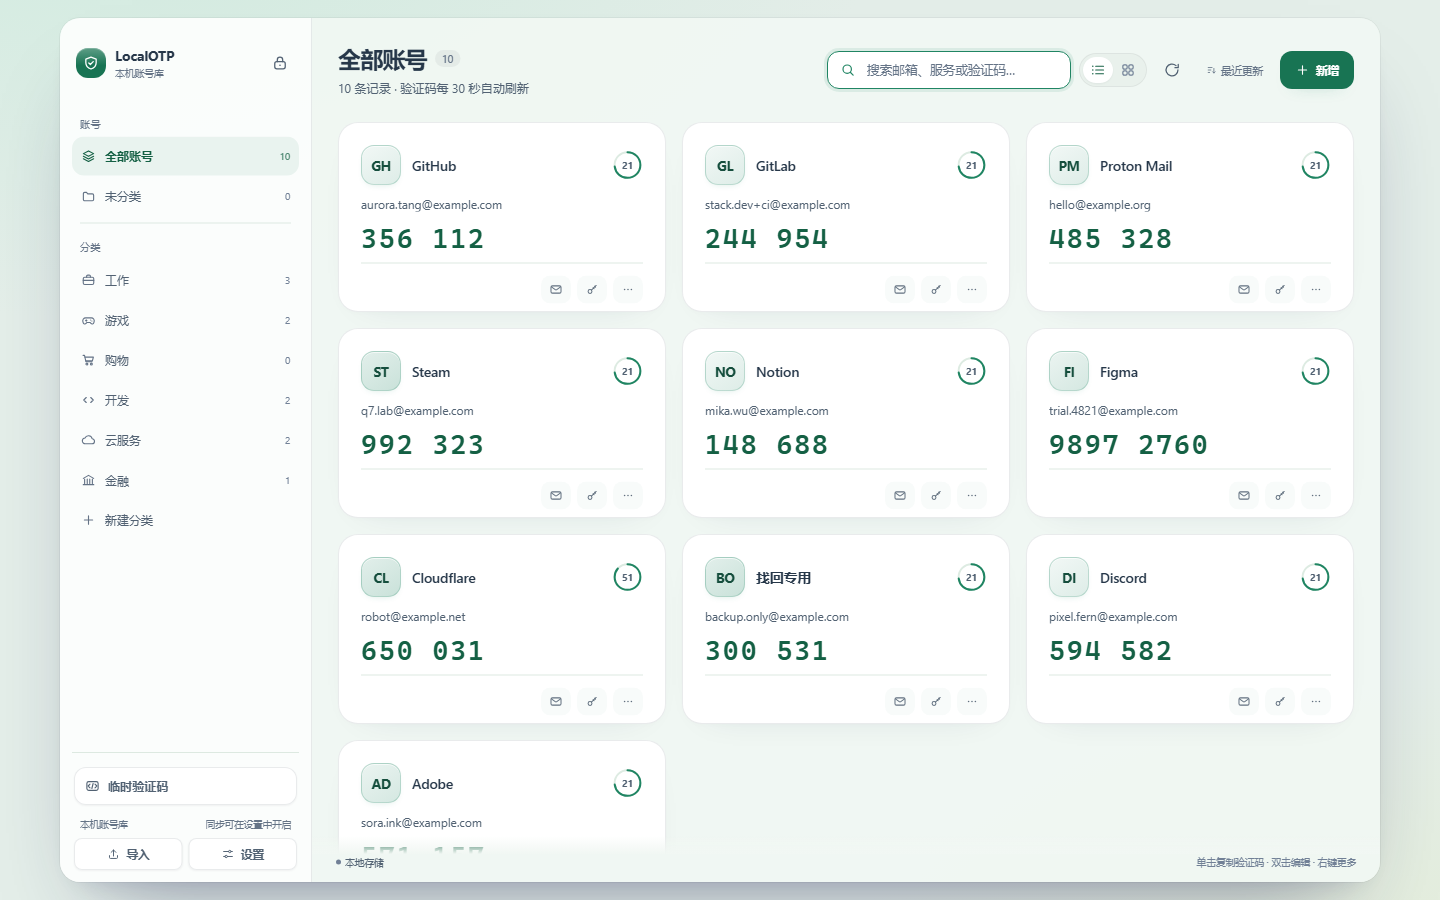 LocalOTP
本机账号库
账号
全部账号 10
未分类 0
分类
工作 3
游戏 2
购物 0
开发 2
云服务 2
金融 1
新建分类
临时验证码
本机账号库 同步可在设置中开启
导入 设置
全部账号 10
10 条记录 · 验证码每 30 秒自动刷新
搜索邮箱、服务或验证码...
最近更新
新增
GH GitHub 21
aurora.tang@example.com
356 112
GL GitLab 21
stack.dev+ci@example.com
244 954
PM Proton Mail 21
hello@example.org
485 328
ST Steam 21
q7.lab@example.com
992 323
NO Notion 21
mika.wu@example.com
148 688
FI Figma 21
trial.4821@example.com
9897 2760
CL Cloudflare 51
robot@example.net
650 031
BO 找回专用 21
backup.only@example.com
300 531
DI Discord 21
pixel.fern@example.com
594 582
AD Adobe 21
sora.ink@example.com
本地存储
单击复制验证码 · 双击编辑 · 右键更多